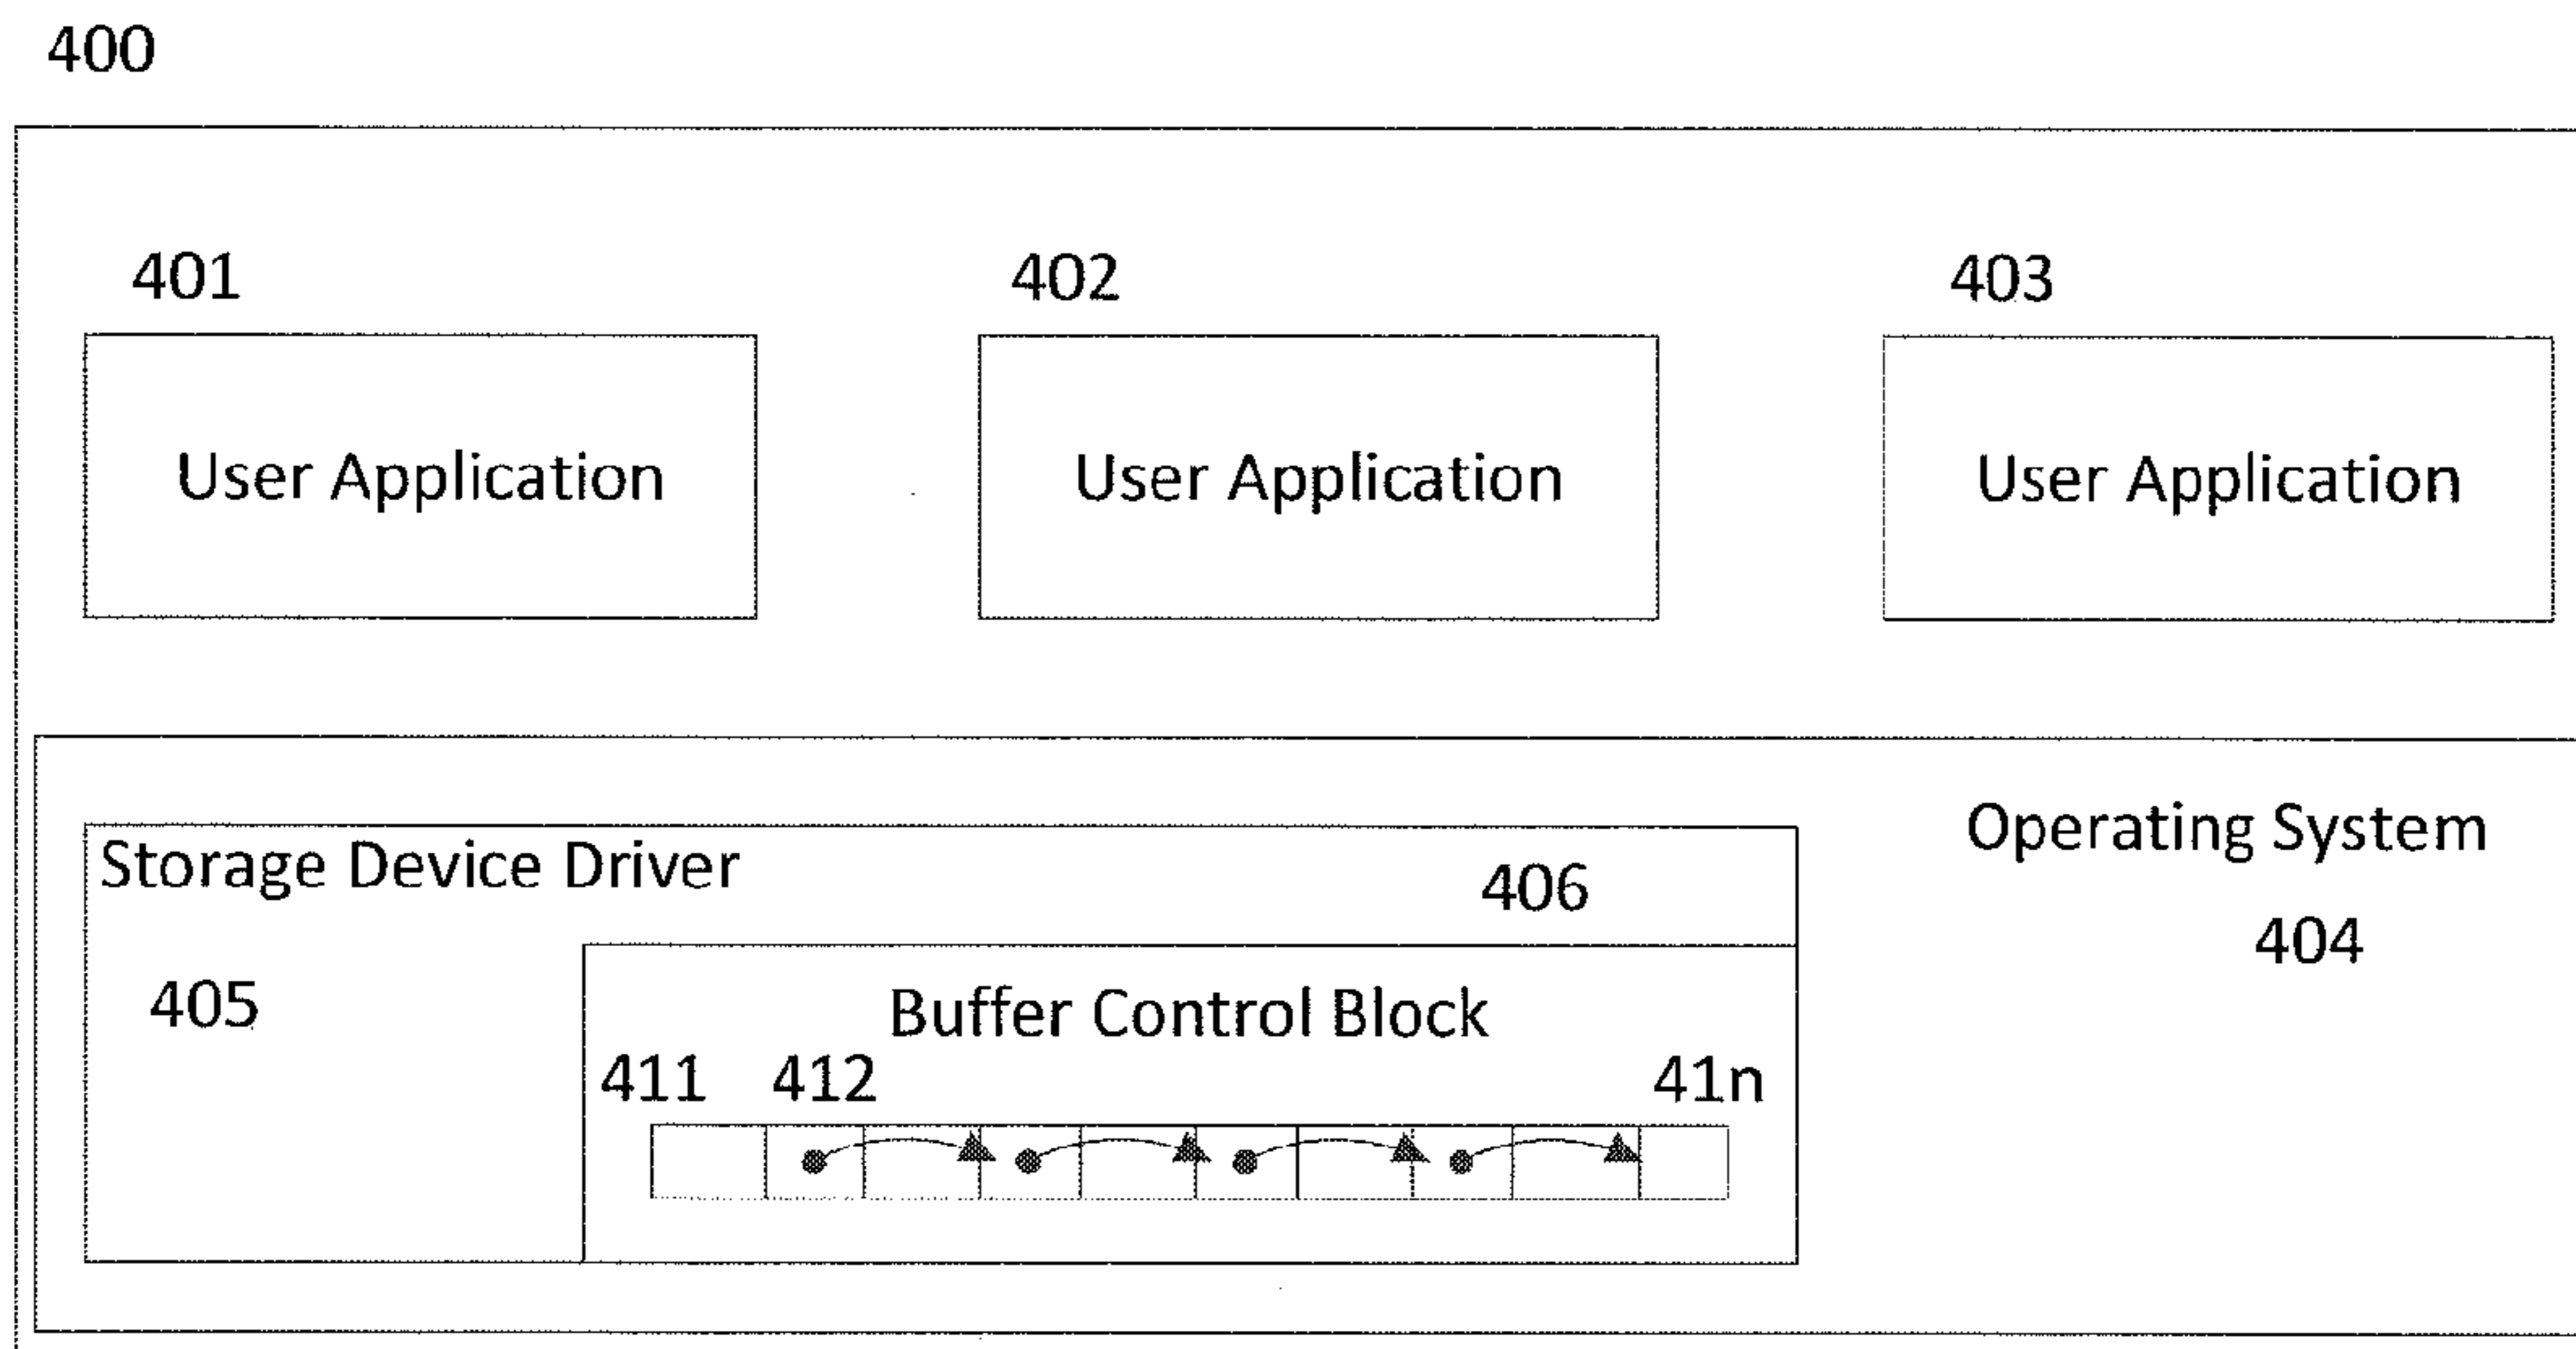 400
401
402
403
User Application
User Application
User Application
Storage Device Driver
406
Operating System
404
405
Buffer Control Block
411
412
41n